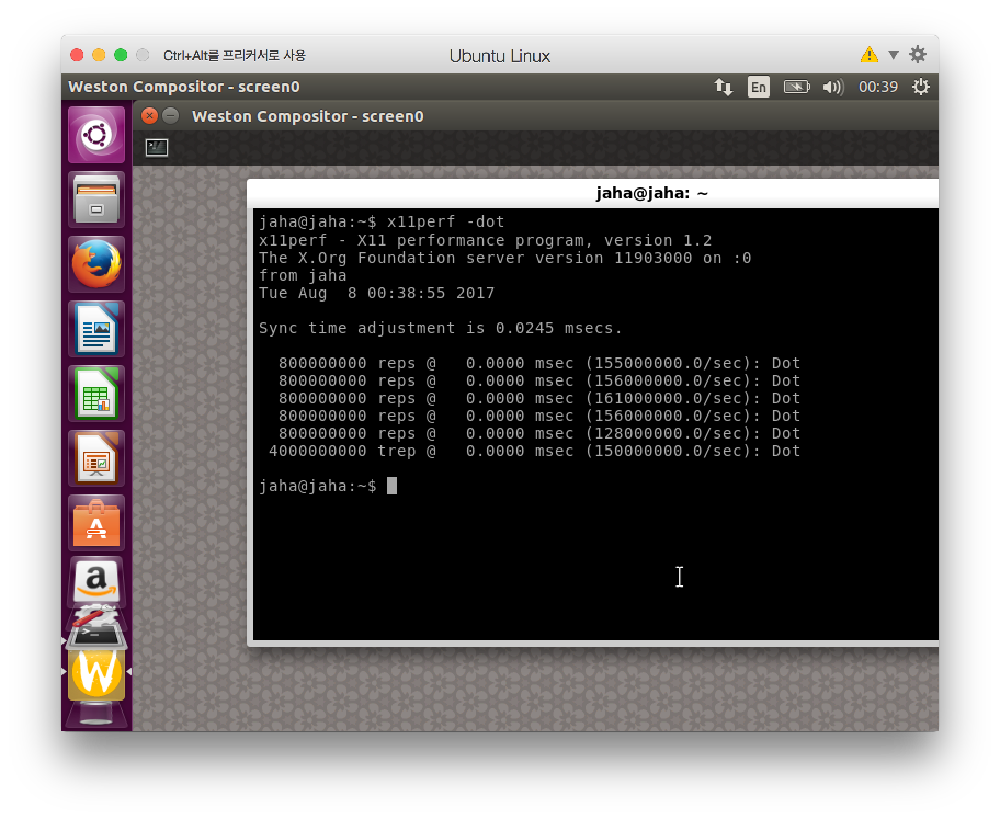 Ctrl+Alt를 프리커서로 사용
Ubuntu Linux
Weston Compositor - screen0
En
00:39
Weston Compositor - screen0
jaha@jaha: ~
jaha@jaha:~$ x11perf -dot
x11perf - X11 performance program, version 1.2
The X.Org Foundation server version 11903000 on :0
from jaha
Tue Aug  8 00:38:55 2017
Sync time adjustment is 0.0245 msecs.
  800000000 reps @   0.0000 msec (155000000.0/sec): Dot
  800000000 reps @   0.0000 msec (156000000.0/sec): Dot
  800000000 reps @   0.0000 msec (161000000.0/sec): Dot
  800000000 reps @   0.0000 msec (156000000.0/sec): Dot
  800000000 reps @   0.0000 msec (128000000.0/sec): Dot
 4000000000 trep @   0.0000 msec (150000000.0/sec): Dot
jaha@jaha:~$